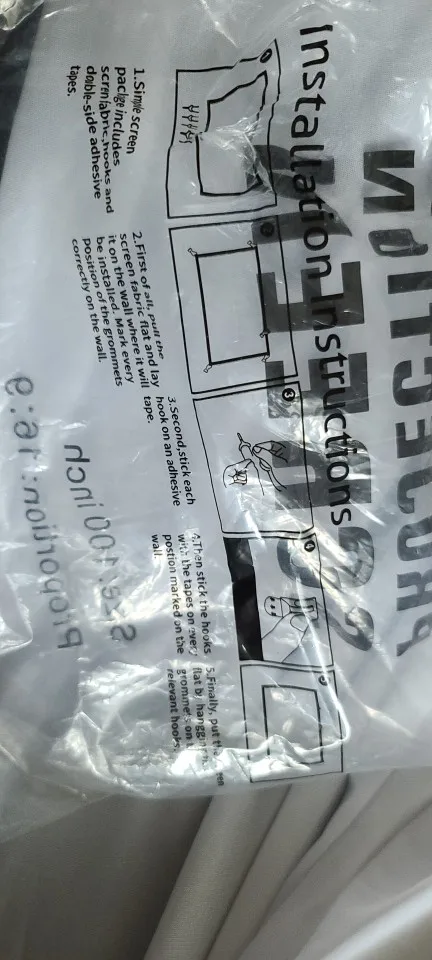 Installation Instructions
1.Simple screen
package includes
screen fabric,hooks and
double-side adhesive
tapes.
2.First of all, pull the
screen fabric flat and lay
it on the wall where it will
be installed. Mark every
position of the grommets
correctly on the wall.
3.Second,stick each
hook on an adhesive
tape.
4.Then stick the hooks
with the tapes on every
postion marked on the
wall.
5.Finally, put the
flat by hangging
grommets on
relevant hooks.
PROJECTION
SCREEN
Size:100inch
Proportion:16:9